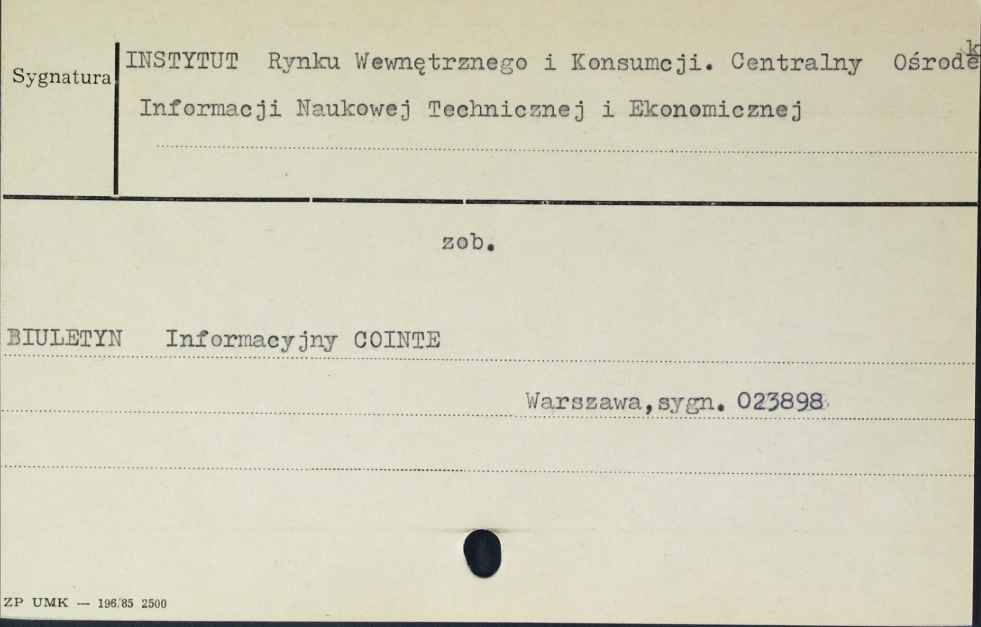 Sygnatura
INSTYTUT Rynku Wewnętrznego i Konsumcji. Centralny Ośrodek
Informacji Naukowej Technicznej i Ekonomicznej
zob.
BIULETYN Informacyjny COINTE
Warszawa, sygn. 023898
ZP UMK — 196/85 2500